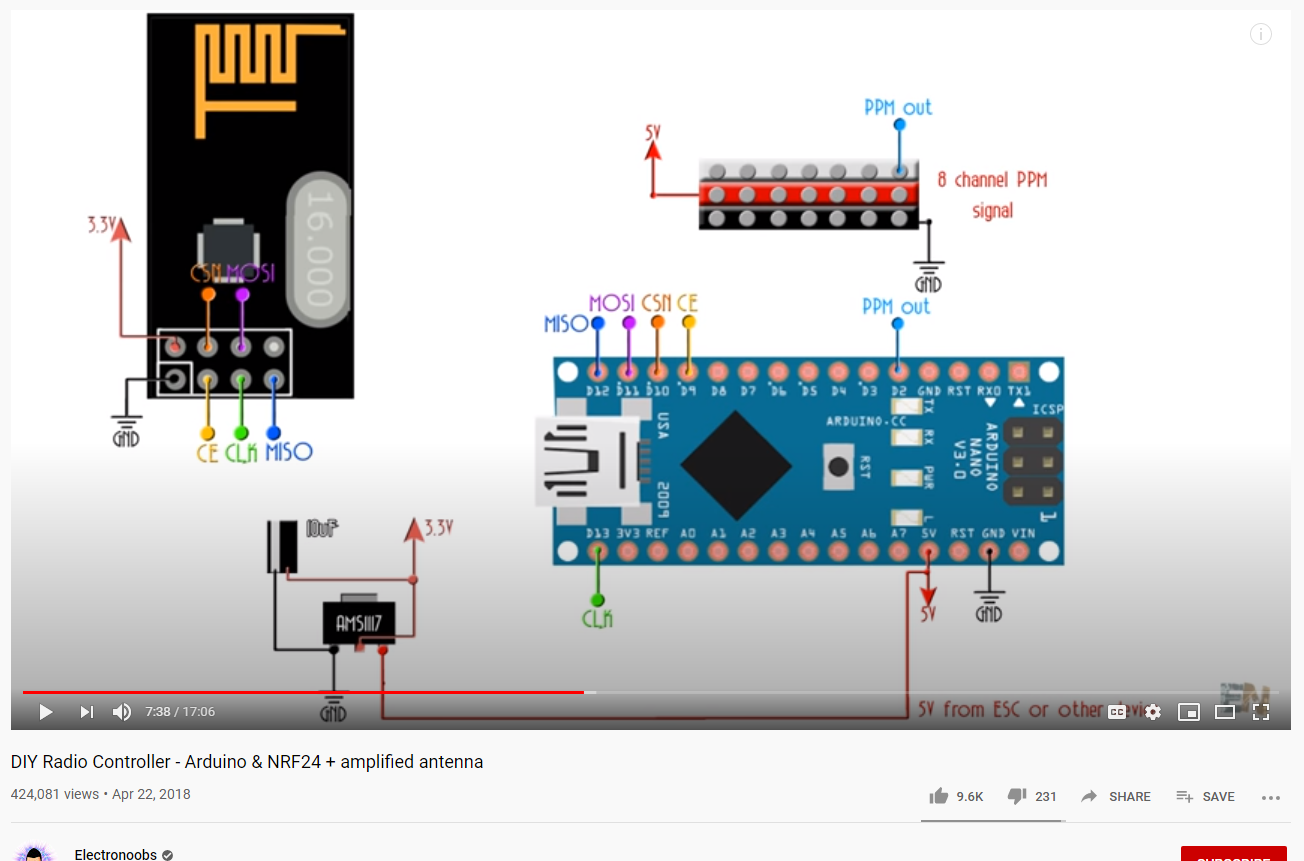 PPM out
5V
8 channel PPM
signal
GND
16.000
3.3V
CSN MOSI
GND
CE CLK MISO
MISO MOSI CSN CE
PPM out
D12 D11 D10 D9 D8 D7 D6 D5 D4 D3 D2 GND RST RX0 TX1
USA
ARDUINO.CC
TX
RX
PWR
L
RST
ARDUINO
NANO
V3.0
ICSP
1
2009
D13 3V3 REF A0 A1 A2 A3 A4 A5 A6 A7 5V RST GND VIN
CLK
5V
GND
10uF
3.3V
AMS1117
GND
5V from ESC or other
7:38 / 17:06
CC
DIY Radio Controller - Arduino & NRF24 + amplified antenna
424,081 views • Apr 22, 2018
9.6K
231
SHARE
SAVE
Electronoobs
SUBSCRIBE